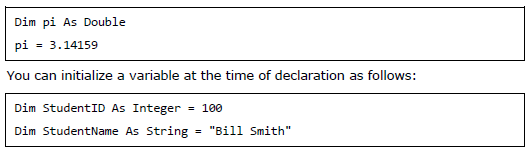 Dim pi As Double
pi = 3.14159
You can initialize a variable at the time of declaration as follows:
Dim StudentID As Integer = 100
Dim StudentName As String = "Bill Smith"